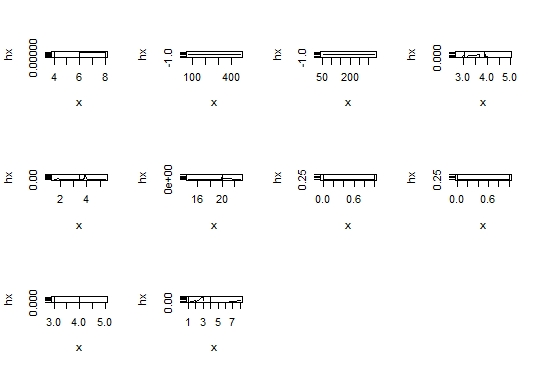 hx 0.00000 4 6 8 x
hx -1.0 100 400 x
hx -1.0 50 200 x
hx 0.000 3.0 4.0 5.0 x
hx 0.00 2 4 x
hx 0e+00 16 20 x
hx 0.25 0.0 0.6 x
hx 0.25 0.0 0.6 x
hx 0.000 3.0 4.0 5.0 x
hx 0.00 1 3 5 7 x